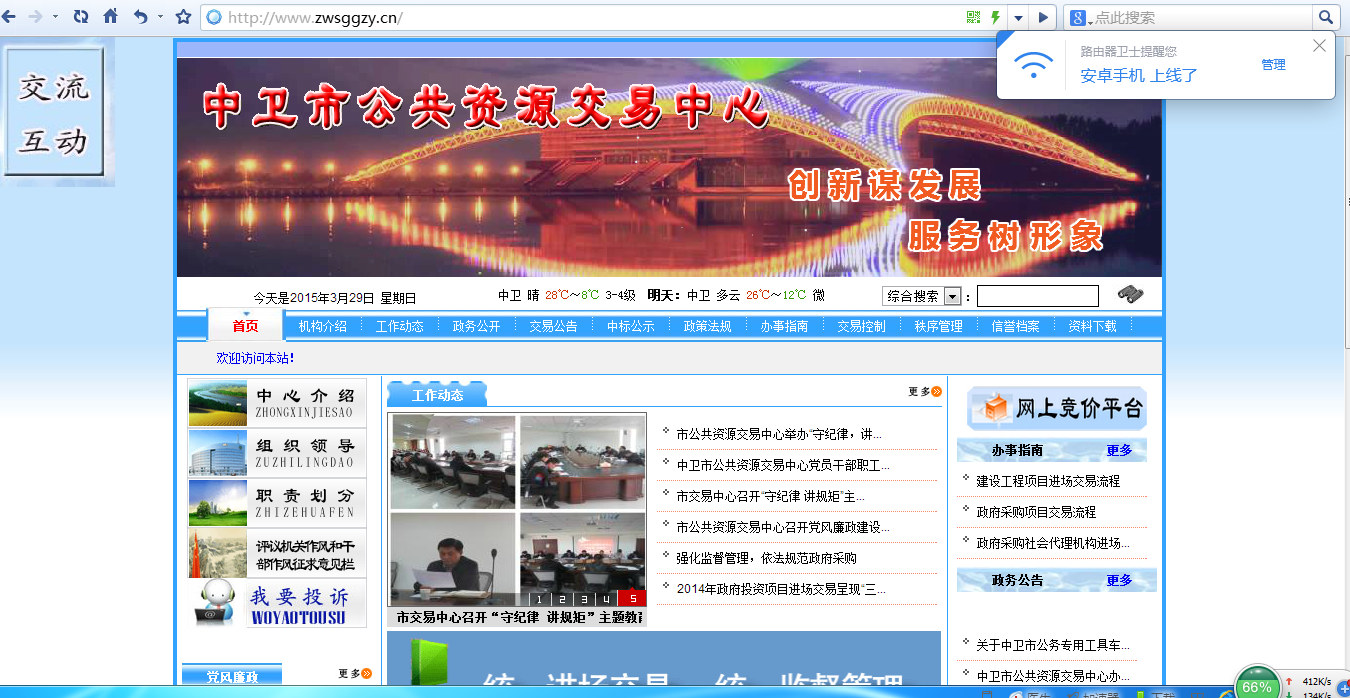 http://www.zwsggzy.cn/
点此搜索
路由器卫士提醒您
安卓手机 上线了
管理
交流
互动
中卫市公共资源交易中心
创新谋发展
服务树形象
今天是2015年3月29日 星期日
中卫 晴 28℃～8℃ 3-4级 明天：中卫 多云 26℃～12℃ 微
综合搜索 ：
首页 机构介绍 工作动态 政务公开 交易公告 中标公示 政策法规 办事指南 交易控制 秩序管理 信誉档案 资料下载
欢迎访问本站！
中心介绍
ZHONGXINJIESAO
组织领导
ZUZHILINGDAO
职责划分
ZHIZEHUAFEN
评议机关作风和干
部作风征求意见栏
我要投诉
WOYAOTOUSU
党风廉政 更多
工作动态 更多
1 2 3 4 5
市交易中心召开“守纪律 讲规矩”主题教育
市公共资源交易中心举办“守纪律，讲...
中卫市公共资源交易中心党员干部职工...
市交易中心召开“守纪律 讲规矩”主...
市公共资源交易中心召开党风廉政建设...
强化监督管理，依法规范政府采购
2014年政府投资项目进场交易呈现“三...
统一进场交易 统一监督管理
网上竞价平台
办事指南 更多
建设工程项目进场交易流程
政府采购项目交易流程
政府采购社会代理机构进场...
政务公告 更多
关于中卫市公务专用工具车...
中卫市公共资源交易中心办...
66%
412K/s
134K/s
加速器
下载